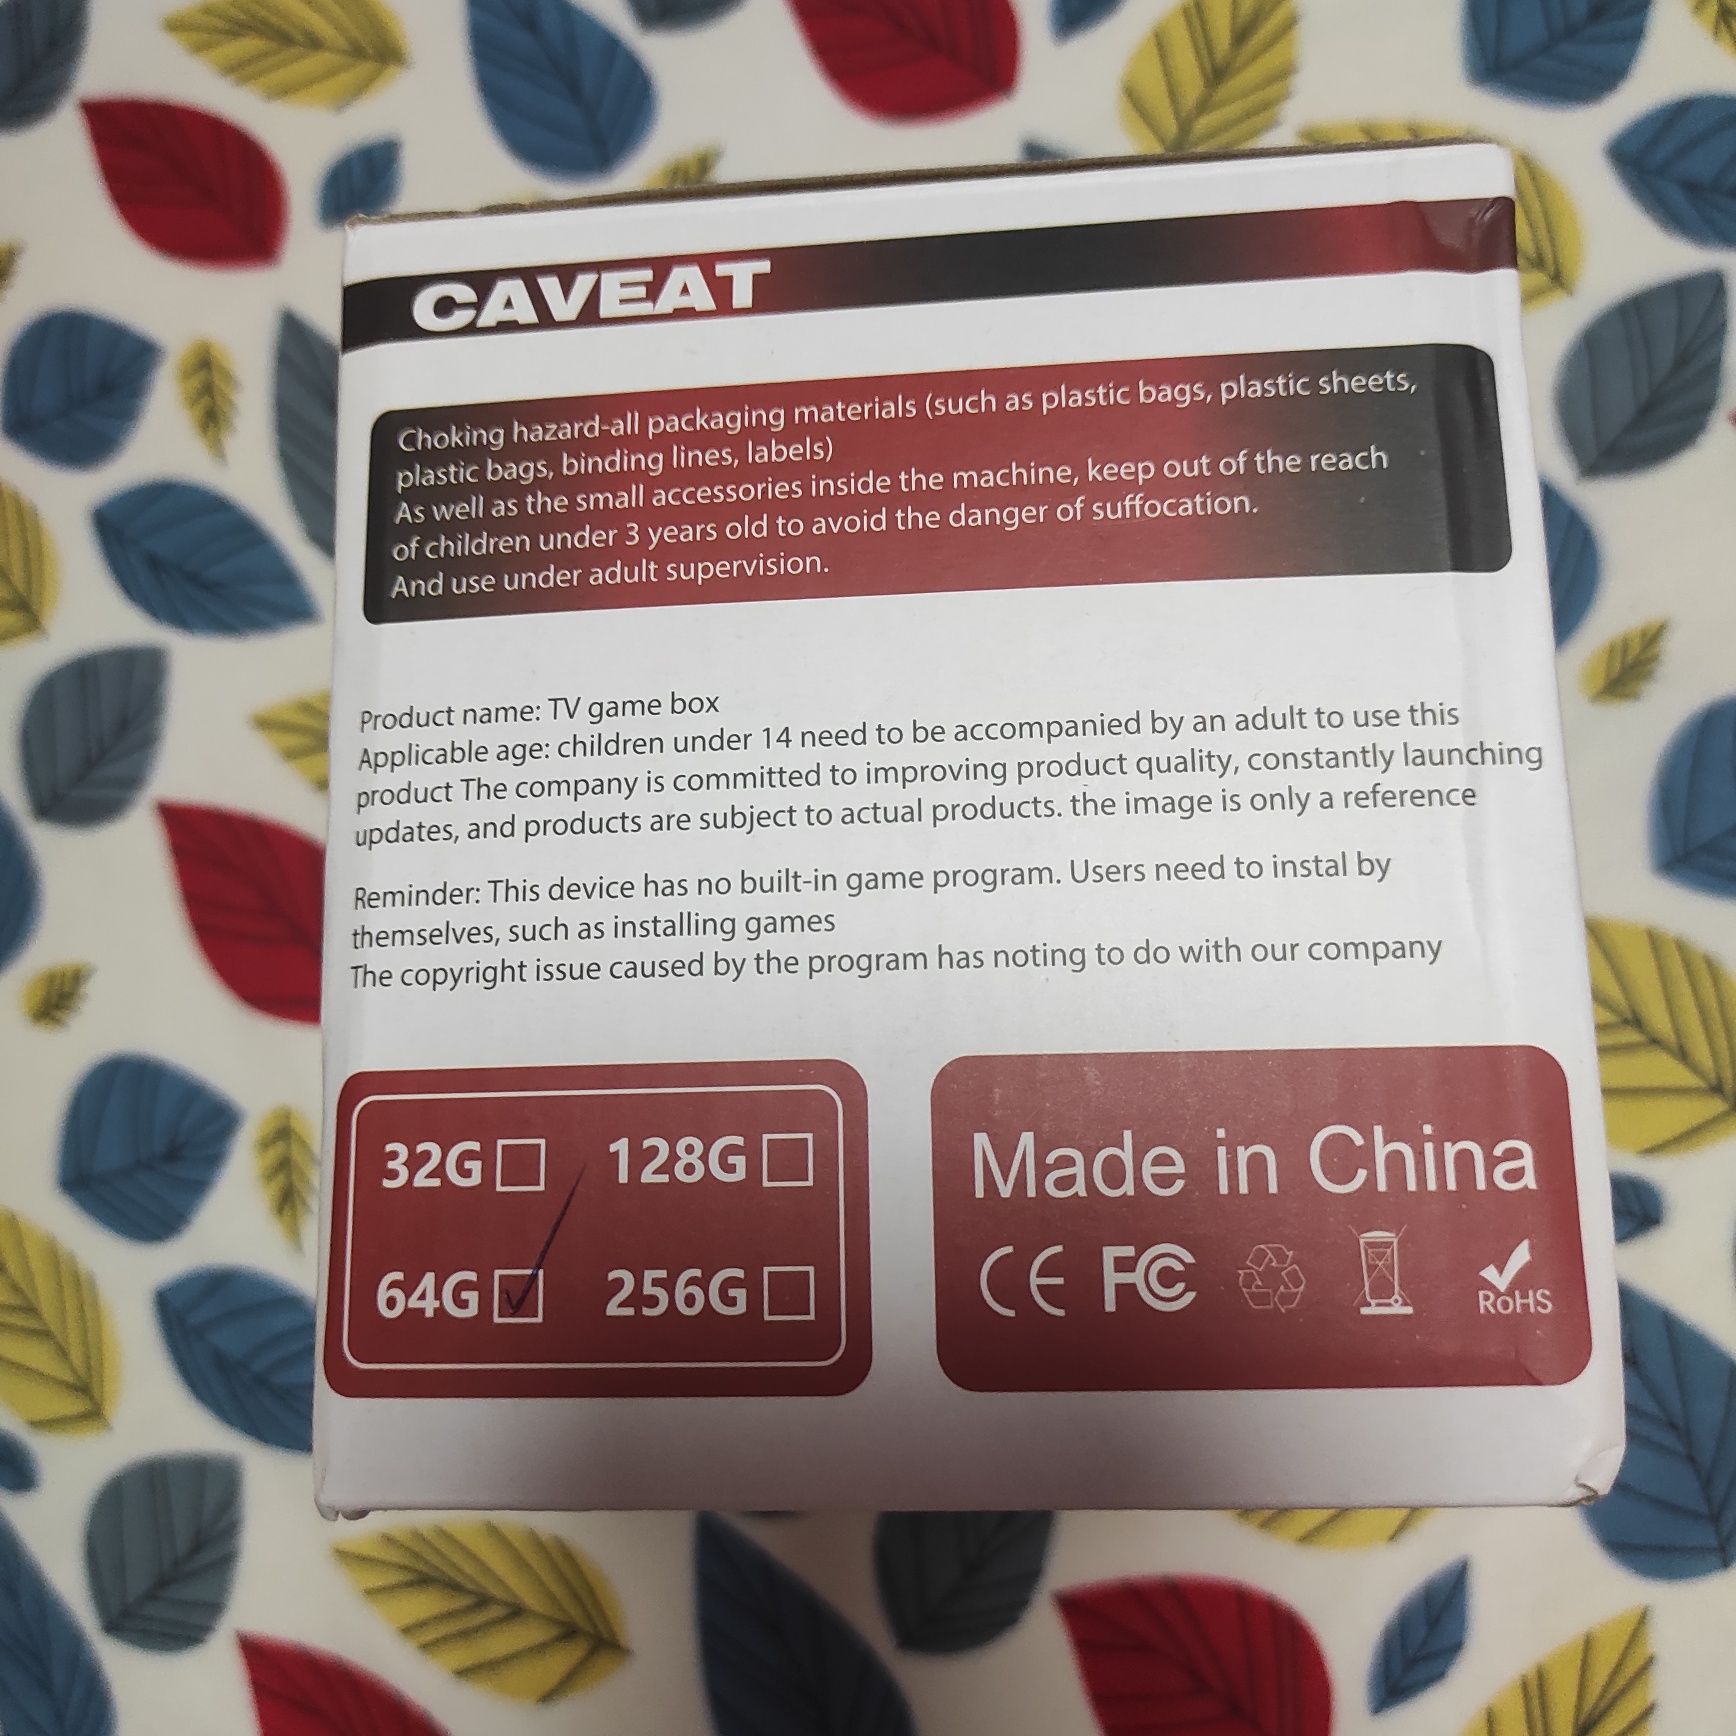 CAVEAT
Choking hazard-all packaging materials (such as plastic bags, plastic sheets,
plastic bags, binding lines, labels)
As well as the small accessories inside the machine, keep out of the reach
of children under 3 years old to avoid the danger of suffocation.
And use under adult supervision.
Product name: TV game box
Applicable age: children under 14 need to be accompanied by an adult to use this
product The company is committed to improving product quality, constantly launching
updates, and products are subject to actual products. the image is only a reference
Reminder: This device has no built-in game program. Users need to instal by
themselves, such as installing games
The copyright issue caused by the program has noting to do with our company
32G 128G
64G 256G
Made in China
CE FC RoHS